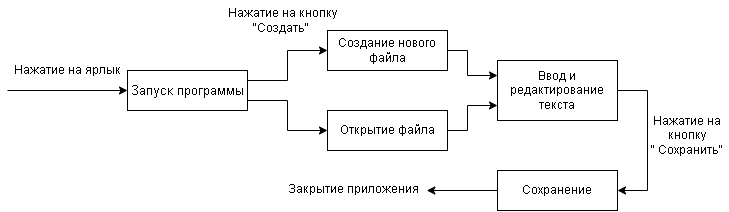 Нажатие на кнопку
"Создать"
Создание нового
файла
Нажатие на ярлык
Запуск программы
Ввод и
редактирование
текста
Открытие файла
Нажатие на
кнопку
" Сохранить"
Закрытие приложения
Сохранение